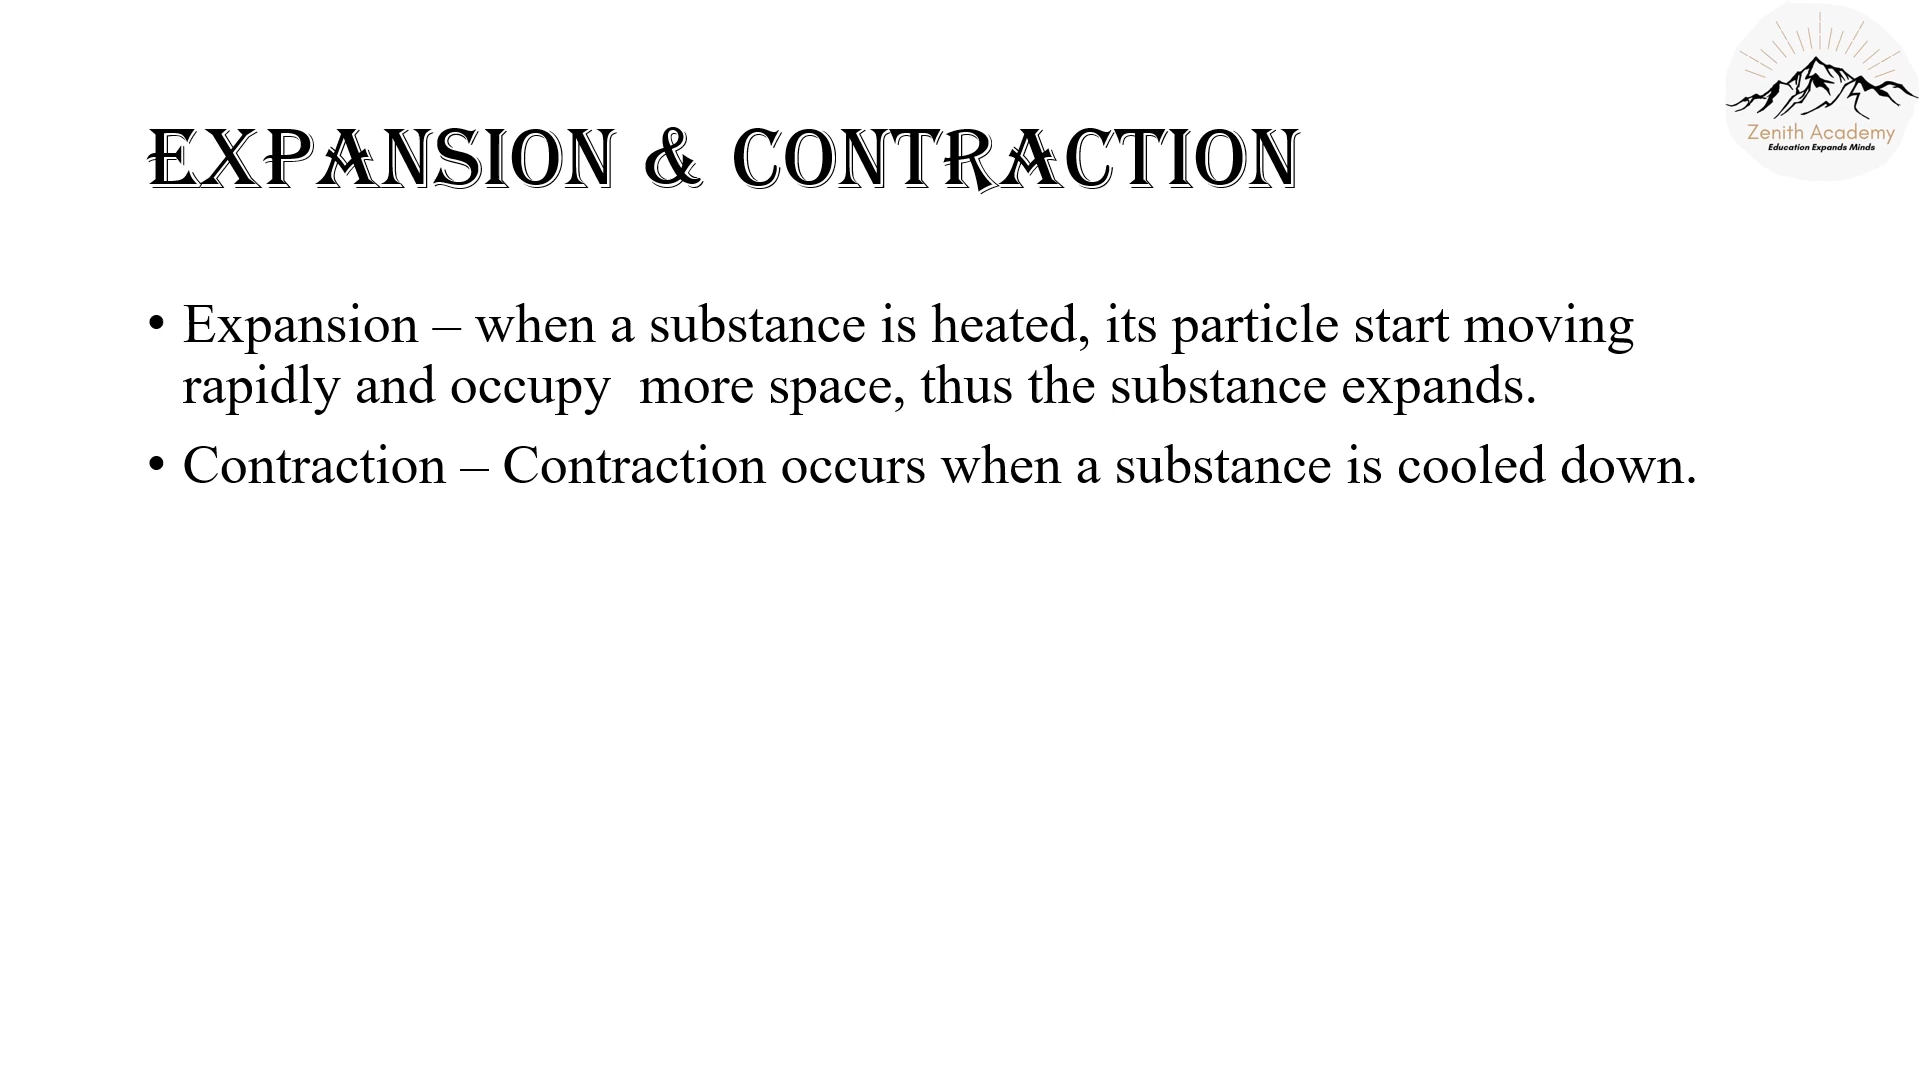 Zenith Academy
Education Expands Minds
EXPANSION & CONTRACTION
• Expansion – when a substance is heated, its particle start moving
rapidly and occupy  more space, thus the substance expands.
• Contraction – Contraction occurs when a substance is cooled down.